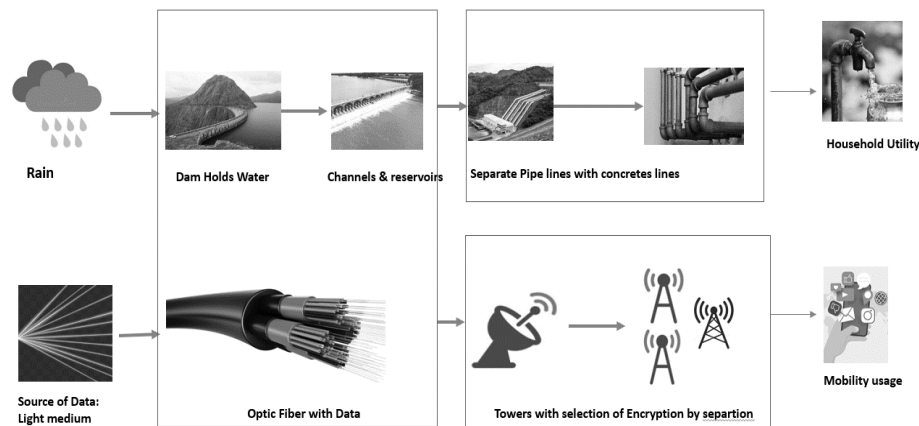 Rain
Dam Holds Water
Channels & reservoirs
Separate Pipe lines with concretes lines
Household Utility
Source of Data:
Light medium
Optic Fiber with Data
Towers with selection of Encryption by separtion
Mobility usage